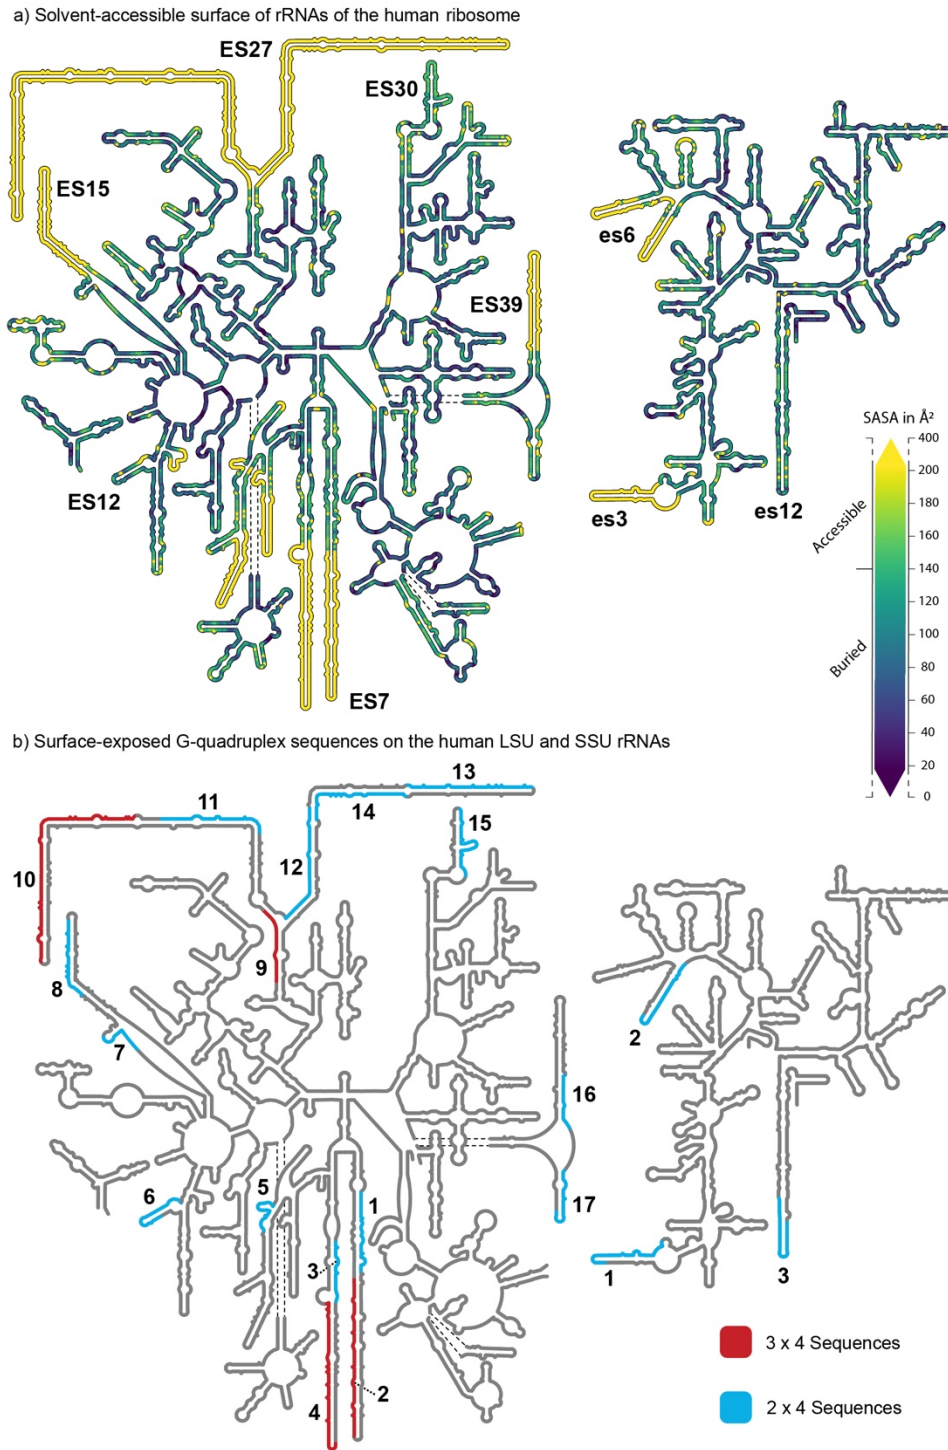 a) Solvent-accessible surface of rRNAs of the human ribosome
ES27
ES30
ES15
es6
ES39
SASA in Å²
400
200
180
160
140
120
100
80
60
40
20
0
Accessible
Buried
ES12
es3
es12
ES7
b) Surface-exposed G-quadruplex sequences on the human LSU and SSU rRNAs
13
11
14
15
10
12
9
8
2
7
16
6
5
1
17
3
1
3
2
4
3 x 4 Sequences
2 x 4 Sequences